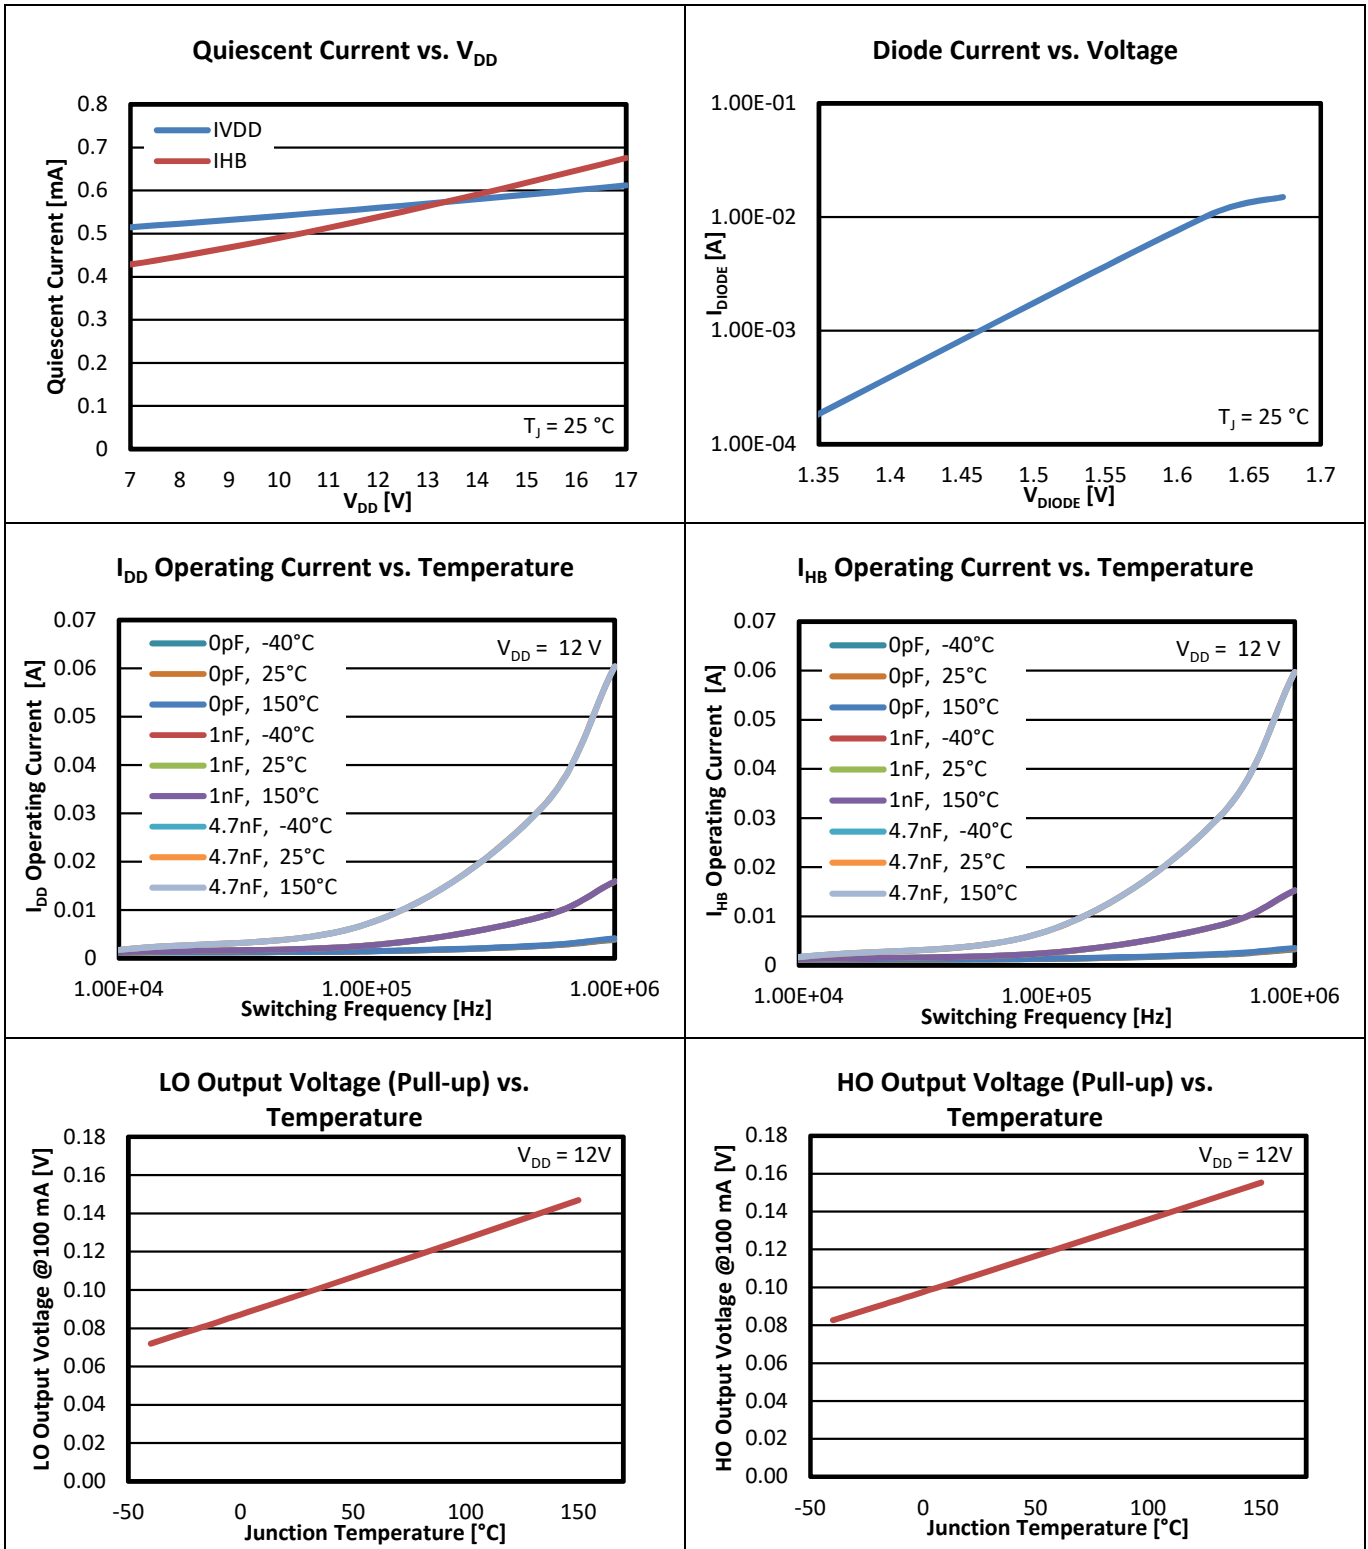 Quiescent Current vs. VDD
Quiescent Current [mA]
0.8
0.7
0.6
0.5
0.4
0.3
0.2
0.1
0
IVDD
IHB
TJ = 25 °C
7 8 9 10 11 12 13 14 15 16 17
VDD [V]
Diode Current vs. Voltage
IDIODE [A]
1.00E-01
1.00E-02
1.00E-03
1.00E-04
TJ = 25 °C
1.35 1.4 1.45 1.5 1.55 1.6 1.65 1.7
VDIODE [V]
IDD Operating Current vs. Temperature
IDD Operating Current [A]
0.07
0.06
0.05
0.04
0.03
0.02
0.01
0
0pF, -40°C
0pF, 25°C
0pF, 150°C
1nF, -40°C
1nF, 25°C
1nF, 150°C
4.7nF, -40°C
4.7nF, 25°C
4.7nF, 150°C
VDD = 12 V
1.00E+04 1.00E+05 1.00E+06
Switching Frequency [Hz]
IHB Operating Current vs. Temperature
IHB Operating Current [A]
0.07
0.06
0.05
0.04
0.03
0.02
0.01
0
0pF, -40°C
0pF, 25°C
0pF, 150°C
1nF, -40°C
1nF, 25°C
1nF, 150°C
4.7nF, -40°C
4.7nF, 25°C
4.7nF, 150°C
VDD = 12 V
1.00E+04 1.00E+05 1.00E+06
Switching Frequency [Hz]
LO Output Voltage (Pull-up) vs.
Temperature
LO Output Votlage @100 mA [V]
0.18
0.16
0.14
0.12
0.10
0.08
0.06
0.04
0.02
0.00
VDD = 12V
-50 0 50 100 150
Junction Temperature [°C]
HO Output Voltage (Pull-up) vs.
Temperature
HO Output Votlage @100 mA [V]
0.18
0.16
0.14
0.12
0.10
0.08
0.06
0.04
0.02
0.00
VDD = 12V
-50 0 50 100 150
Junction Temperature [°C]